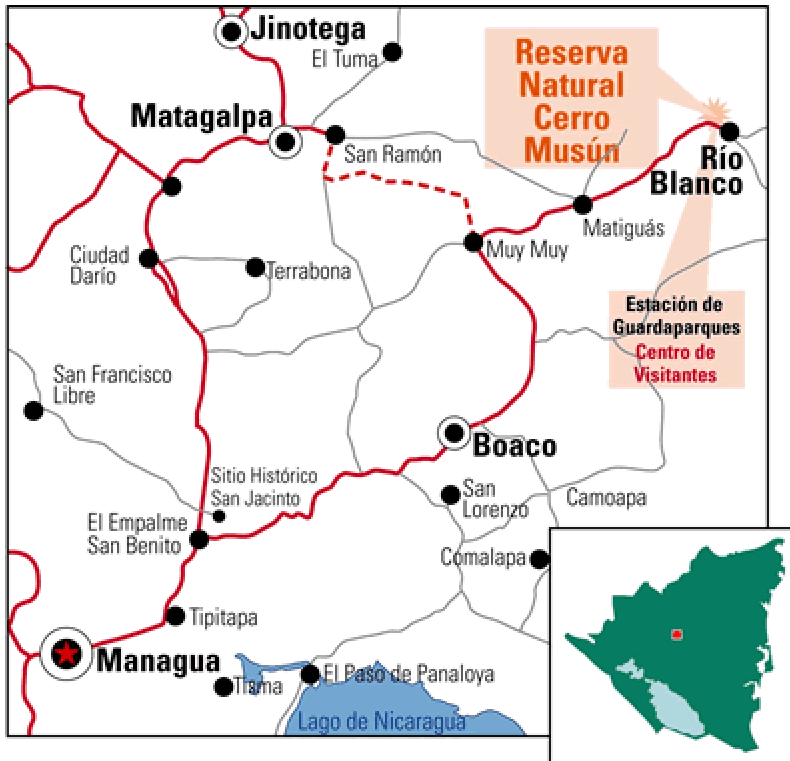 Jinotega
El Tuma
Reserva
Natural
Cerro
Musún
Matagalpa
San Ramón
Río
Blanco
Matiguás
Muy Muy
Ciudad
Darío
Terrabona
Estación de
Guardaparques
Centro de
Visitantes
San Francisco
Libre
Boaco
Sitio Histórico
San Jacinto
San
Lorenzo
Camoapa
El Empalme
San Benito
Comalapa
Tipitapa
Managua
Tisma
El Paso de Panaloya
Lago de Nicaragua